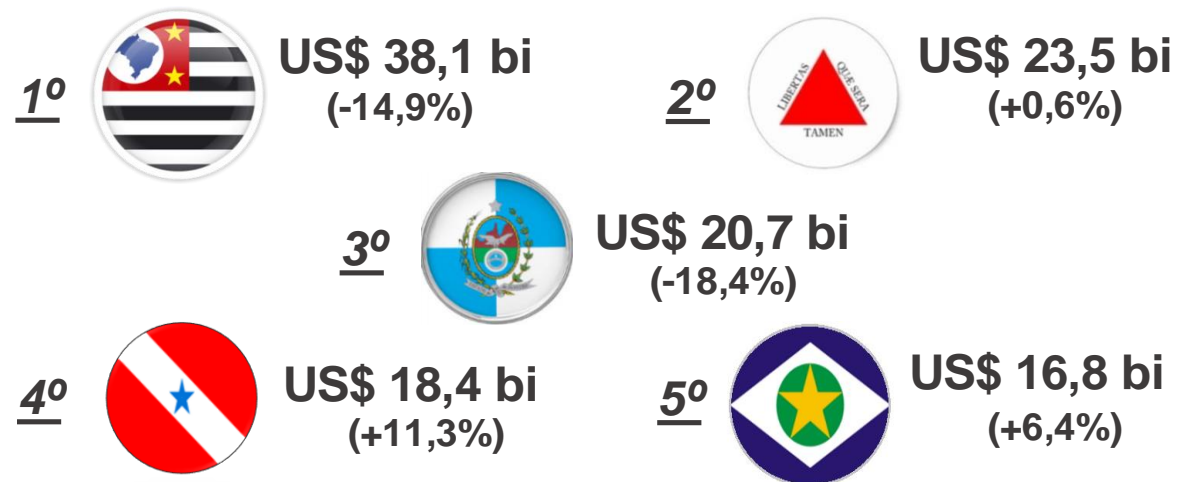 1º
US$ 38,1 bi
(-14,9%)
2º
LIBERTAS
QUÆ SERA
TAMEN
US$ 23,5 bi
(+0,6%)
3º
US$ 20,7 bi
(-18,4%)
4º
US$ 18,4 bi
(+11,3%)
5º
US$ 16,8 bi
(+6,4%)